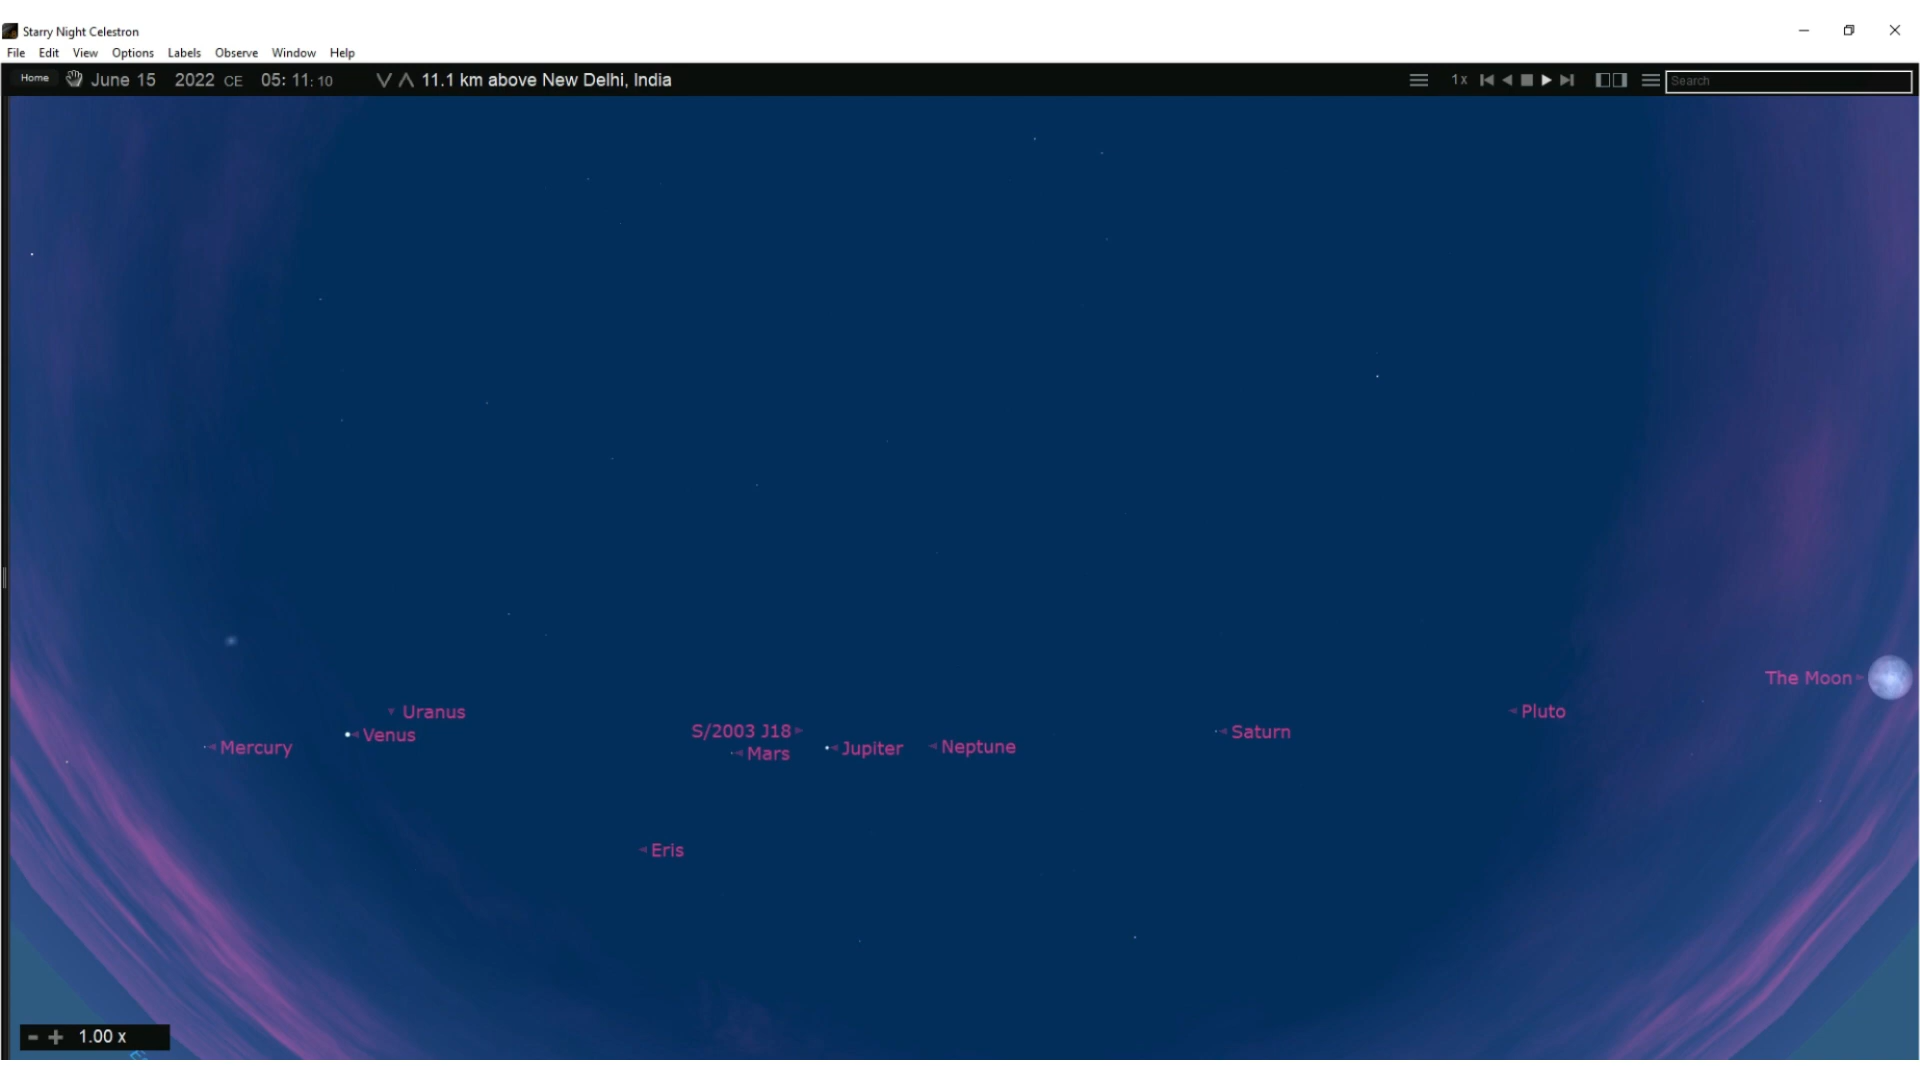 Starry Night Celestron
File Edit View Options Labels Observe Window Help
Home June 15 2022 CE 05: 11: 10 11.1 km above New Delhi, India 1x Search
The Moon
Uranus
Pluto
Venus
S/2003 J18
Saturn
Mercury
Mars
Jupiter
Neptune
Eris
1.00 x